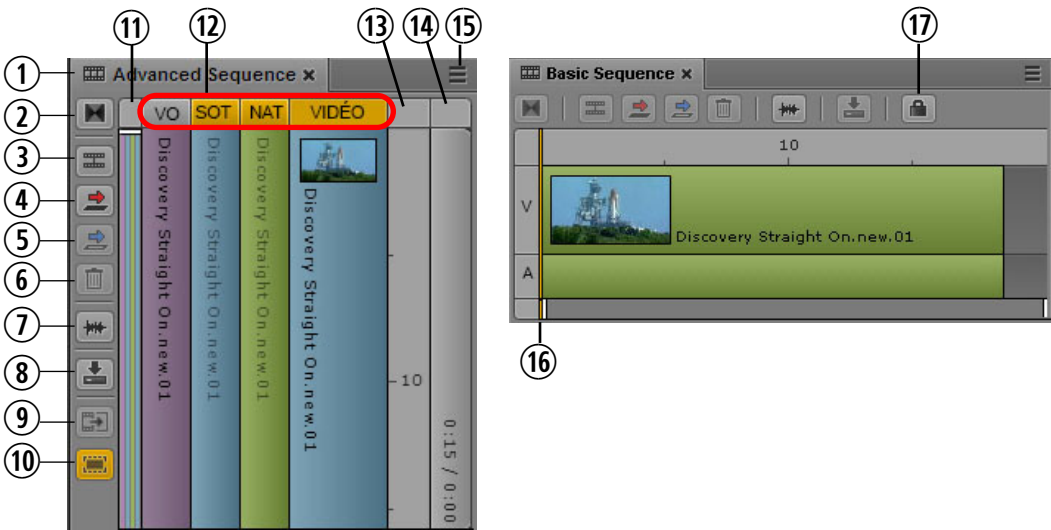 11
12
13
14
15
17
1
2
3
4
5
6
7
8
9
10
16
Advanced Sequence ×
VO SOT NAT VIDÉO
Discovery Straight On.new.01
Discovery Straight On.new.01
Discovery Straight On.new.01
Discovery Straight On.new.01
10
0:15 / 0:00
Basic Sequence ×
10
V
Discovery Straight On.new.01
A